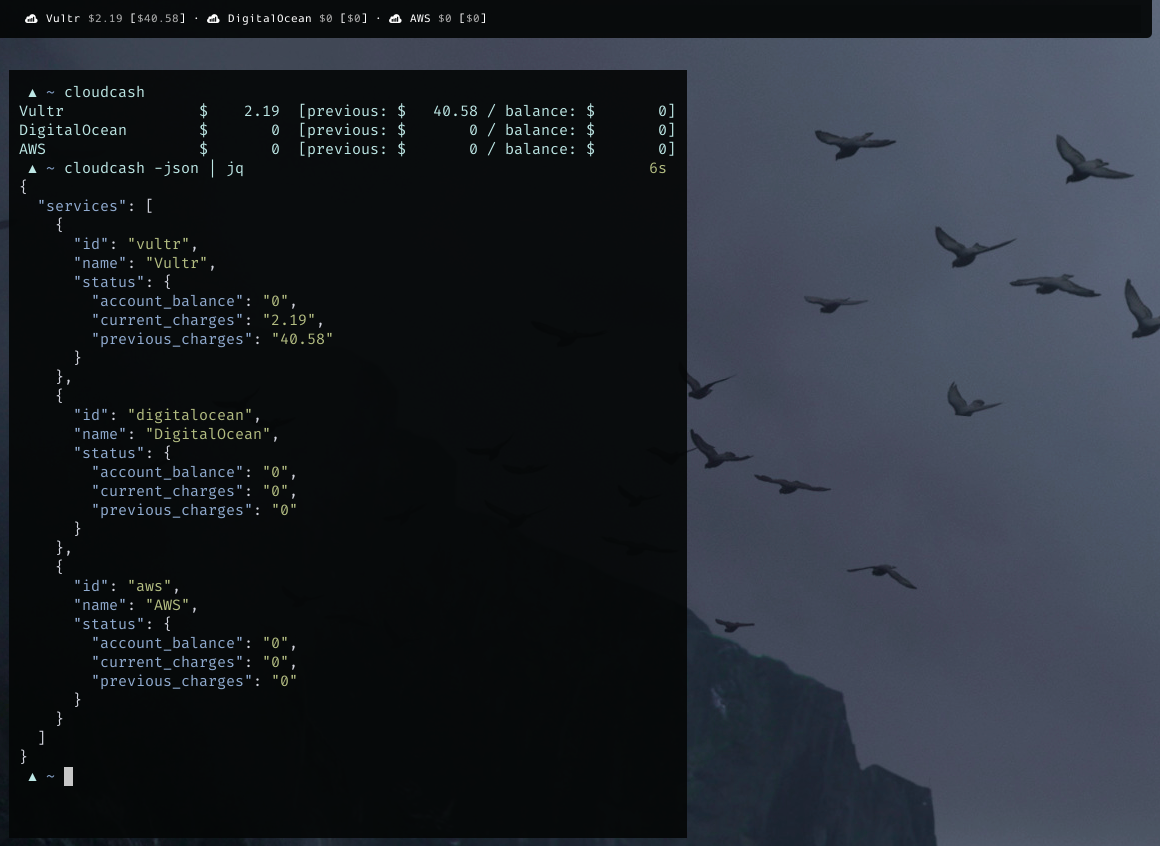 Vultr $2.19 [$40.58] · DigitalOcean $0 [$0] · AWS $0 [$0]
▲ ~ cloudcash
Vultr $ 2.19 [previous: $ 40.58 / balance: $ 0]
DigitalOcean $ 0 [previous: $ 0 / balance: $ 0]
AWS $ 0 [previous: $ 0 / balance: $ 0]
▲ ~ cloudcash -json | jq 6s
{
  "services": [
    {
      "id": "vultr",
      "name": "Vultr",
      "status": {
        "account_balance": "0",
        "current_charges": "2.19",
        "previous_charges": "40.58"
      }
    },
    {
      "id": "digitalocean",
      "name": "DigitalOcean",
      "status": {
        "account_balance": "0",
        "current_charges": "0",
        "previous_charges": "0"
      }
    },
    {
      "id": "aws",
      "name": "AWS",
      "status": {
        "account_balance": "0",
        "current_charges": "0",
        "previous_charges": "0"
      }
    }
  ]
}
▲ ~